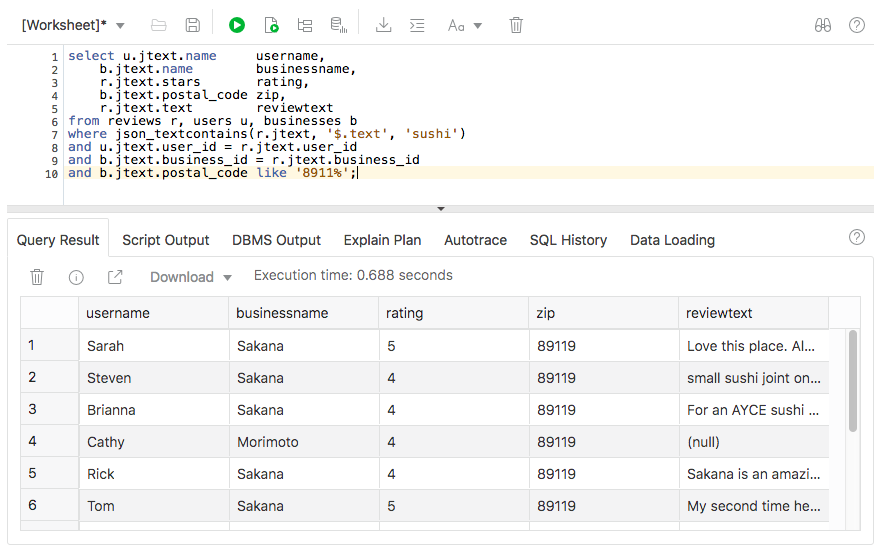 [Worksheet]*
Aa
1 select u.jtext.name username,
2 b.jtext.name businessname,
3 r.jtext.stars rating,
4 b.jtext.postal_code zip,
5 r.jtext.text reviewtext
6 from reviews r, users u, businesses b
7 where json_textcontains(r.jtext, '$.text', 'sushi')
8 and u.jtext.user_id = r.jtext.user_id
9 and b.jtext.business_id = r.jtext.business_id
10 and b.jtext.postal_code like '8911%';
Query Result Script Output DBMS Output Explain Plan Autotrace SQL History Data Loading
Download Execution time: 0.688 seconds
username businessname rating zip reviewtext
1 Sarah Sakana 5 89119 Love this place. Al...
2 Steven Sakana 4 89119 small sushi joint on...
3 Brianna Sakana 4 89119 For an AYCE sushi ...
4 Cathy Morimoto 4 89119 (null)
5 Rick Sakana 4 89119 Sakana is an amazi...
6 Tom Sakana 5 89119 My second time he...